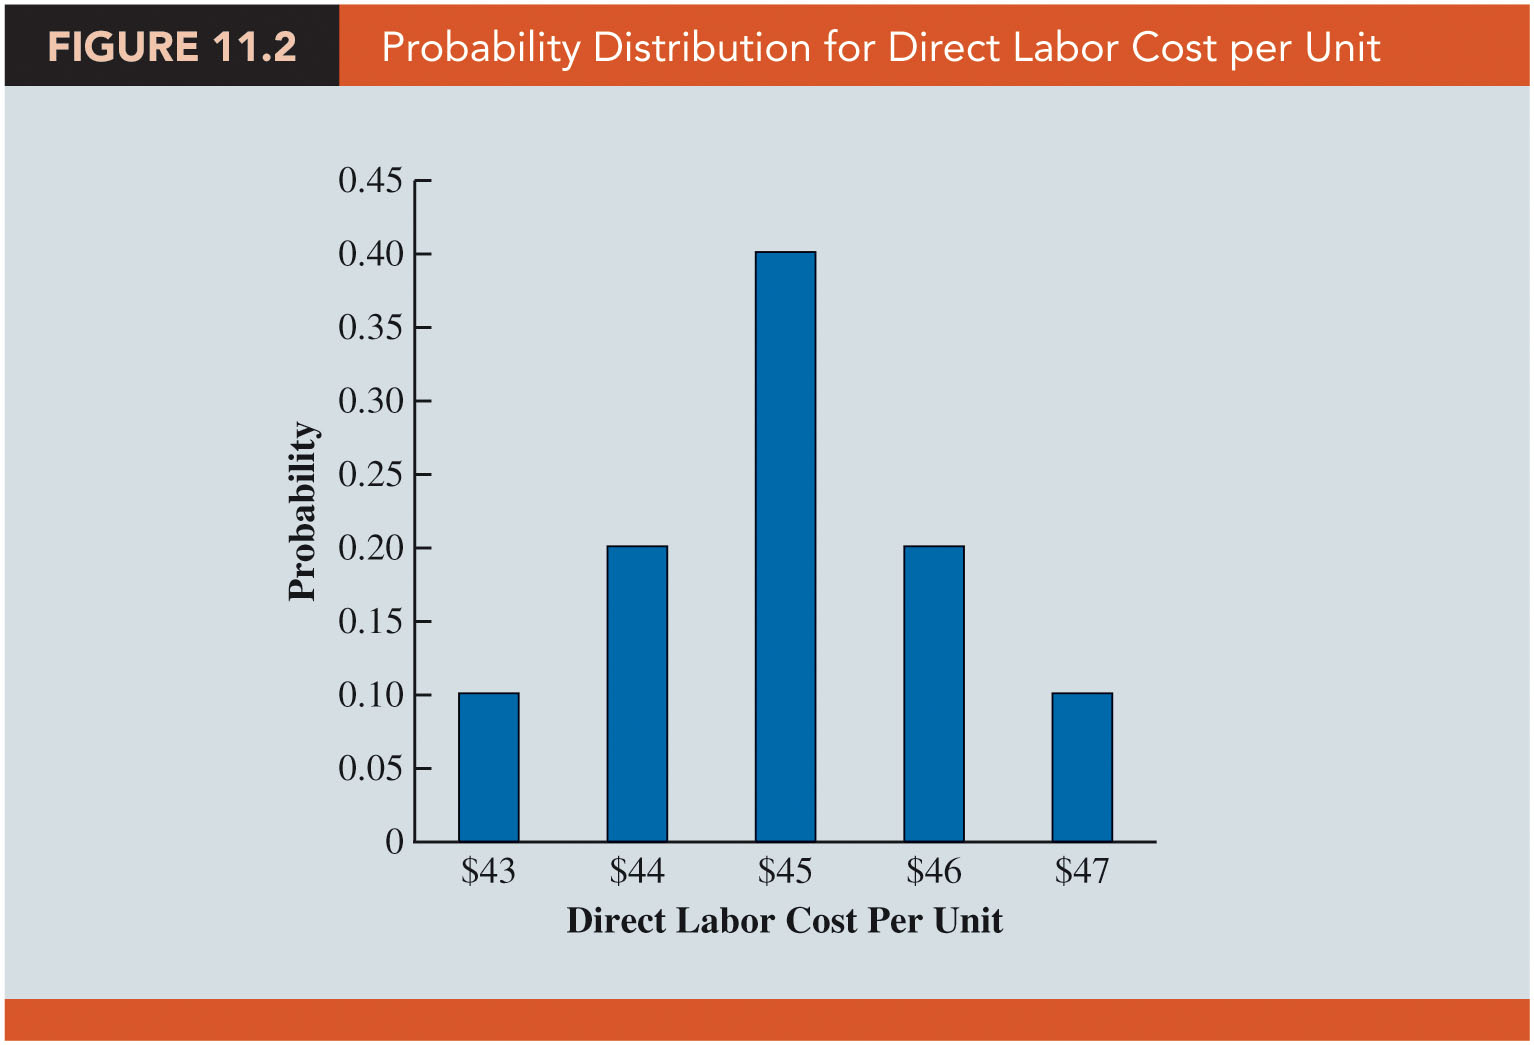 FIGURE 11.2
Probability Distribution for Direct Labor Cost per Unit
0.45
0.40
0.35
0.30
0.25
0.20
0.15
0.10
0.05
0
Probability
$43 $44 $45 $46 $47
Direct Labor Cost Per Unit